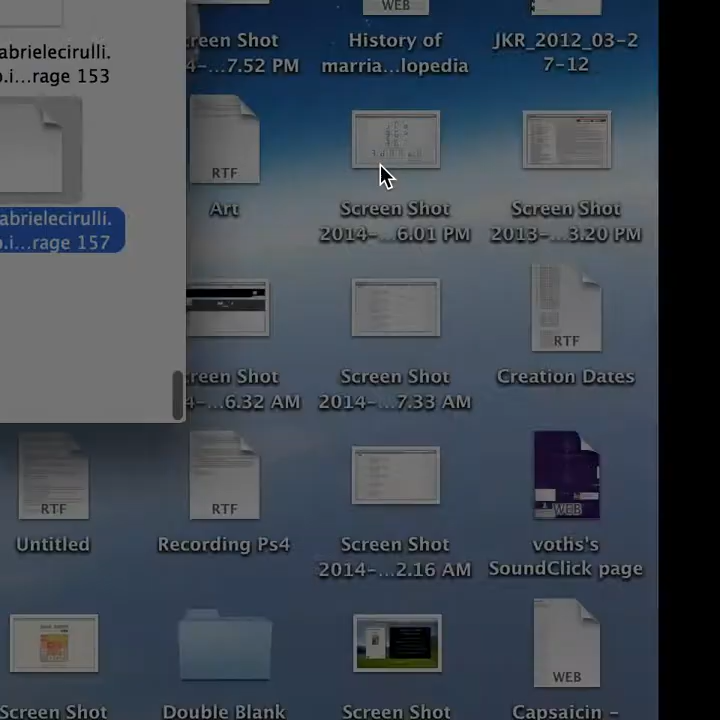 abrielecirulli.
o.i...rage 153
abrielecirulli.
o.i...rage 157
reen Shot
4-...7.52 PM
WEB
History of
marria...lopedia
JKR_2012_03-2
7-12
RTF
Art
Screen Shot
2014-...6.01 PM
Screen Shot
2013-...3.20 PM
reen Shot
4-...6.32 AM
Screen Shot
2014-...7.33 AM
RTF
Creation Dates
RTF
Untitled
RTF
Recording Ps4
Screen Shot
2014-...2.16 AM
WEB
voths's
SoundClick page
Screen Shot
Double Blank
Screen Shot
WEB
Capsaicin -